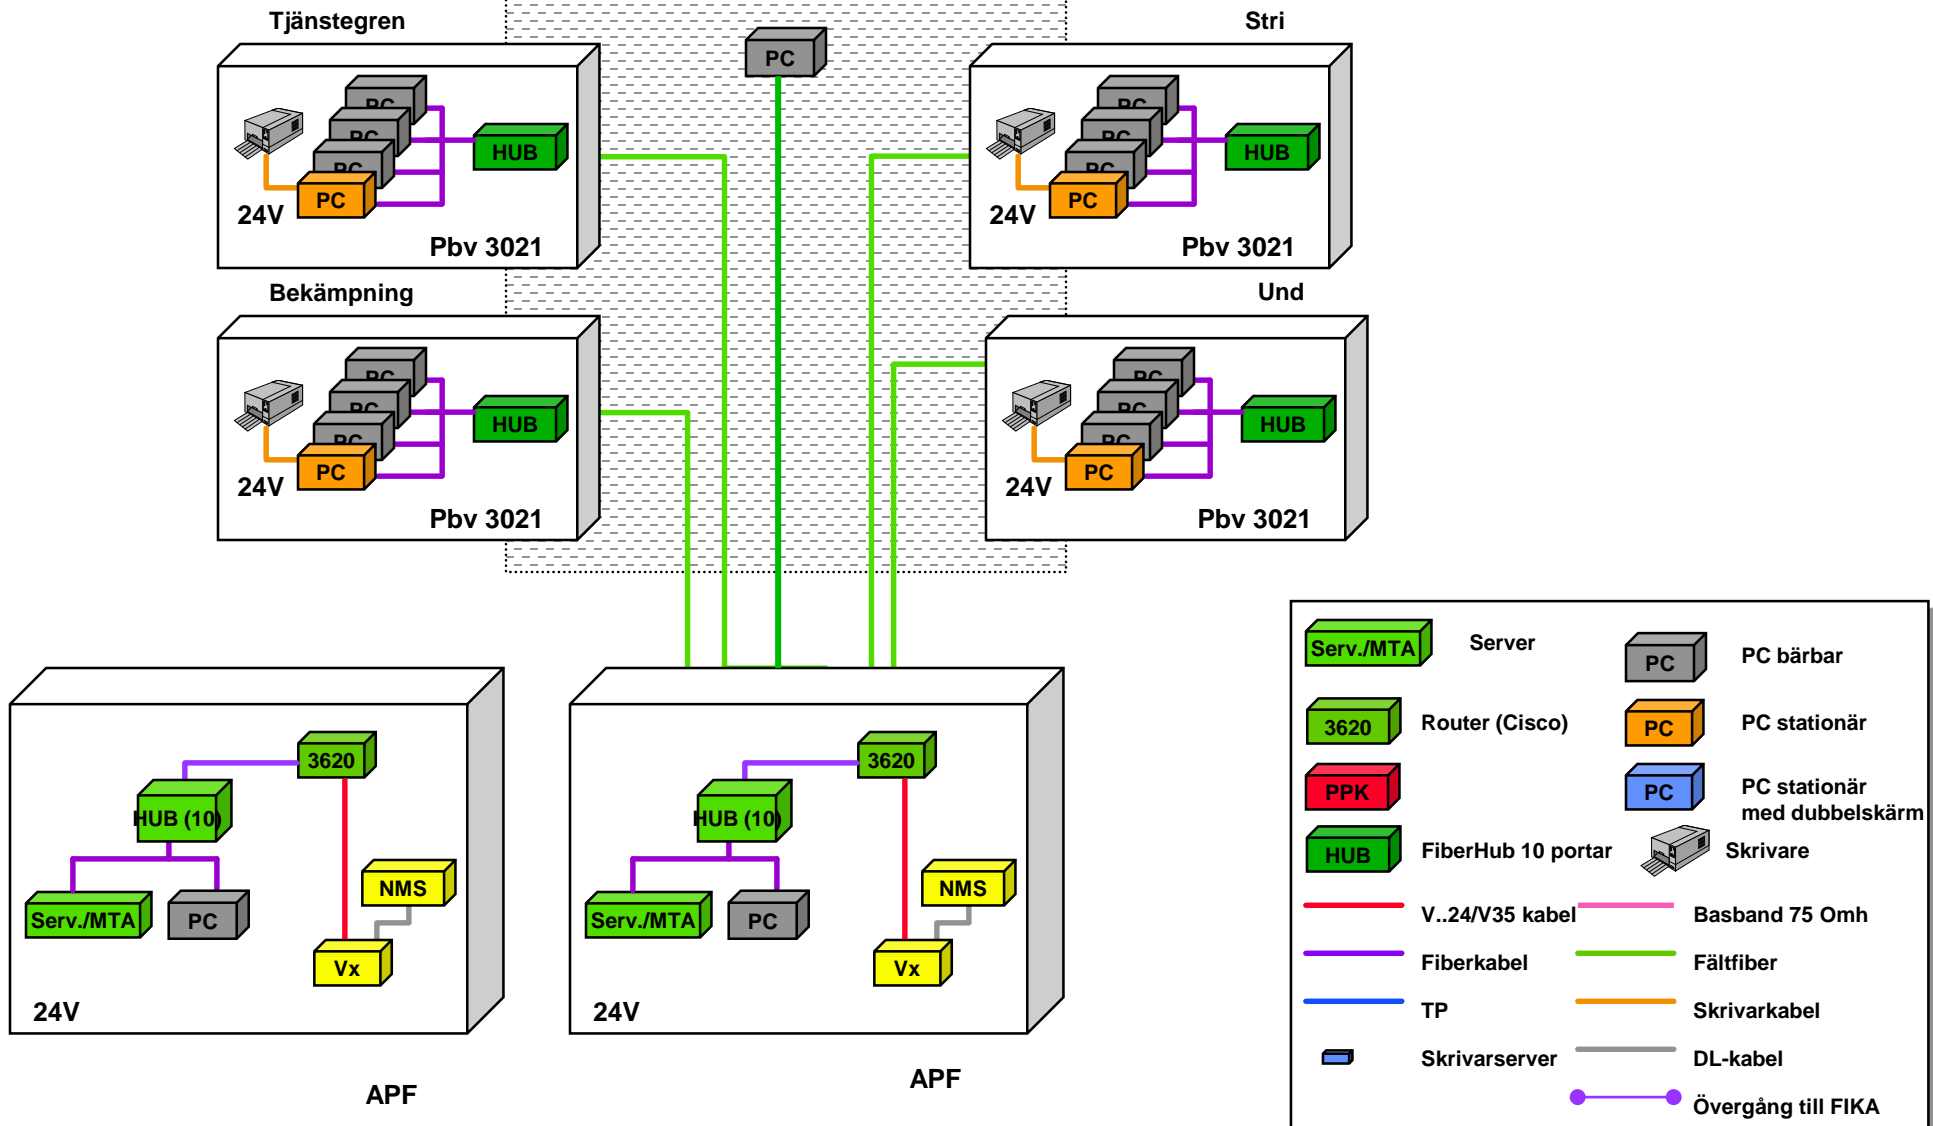 Tjänstegren
Stri
PC
PC
PC
PC
PC
HUB
24V
Pbv 3021
PC
PC
PC
PC
HUB
24V
Pbv 3021
Bekämpning
Und
PC
PC
PC
PC
HUB
24V
Pbv 3021
PC
PC
PC
PC
HUB
24V
Pbv 3021
3620
HUB (10)
NMS
Serv./MTA
PC
Vx
24V
APF
3620
HUB (10)
NMS
Serv./MTA
PC
Vx
24V
APF
Serv./MTA
Server
PC
PC bärbar
3620
Router (Cisco)
PC
PC stationär
PPK
PC
PC stationär
med dubbelskärm
HUB
FiberHub 10 portar
Skrivare
V..24/V35 kabel
Basband 75 Omh
Fiberkabel
Fältfiber
TP
Skrivarkabel
Skrivarserver
DL-kabel
Övergång till FIKA